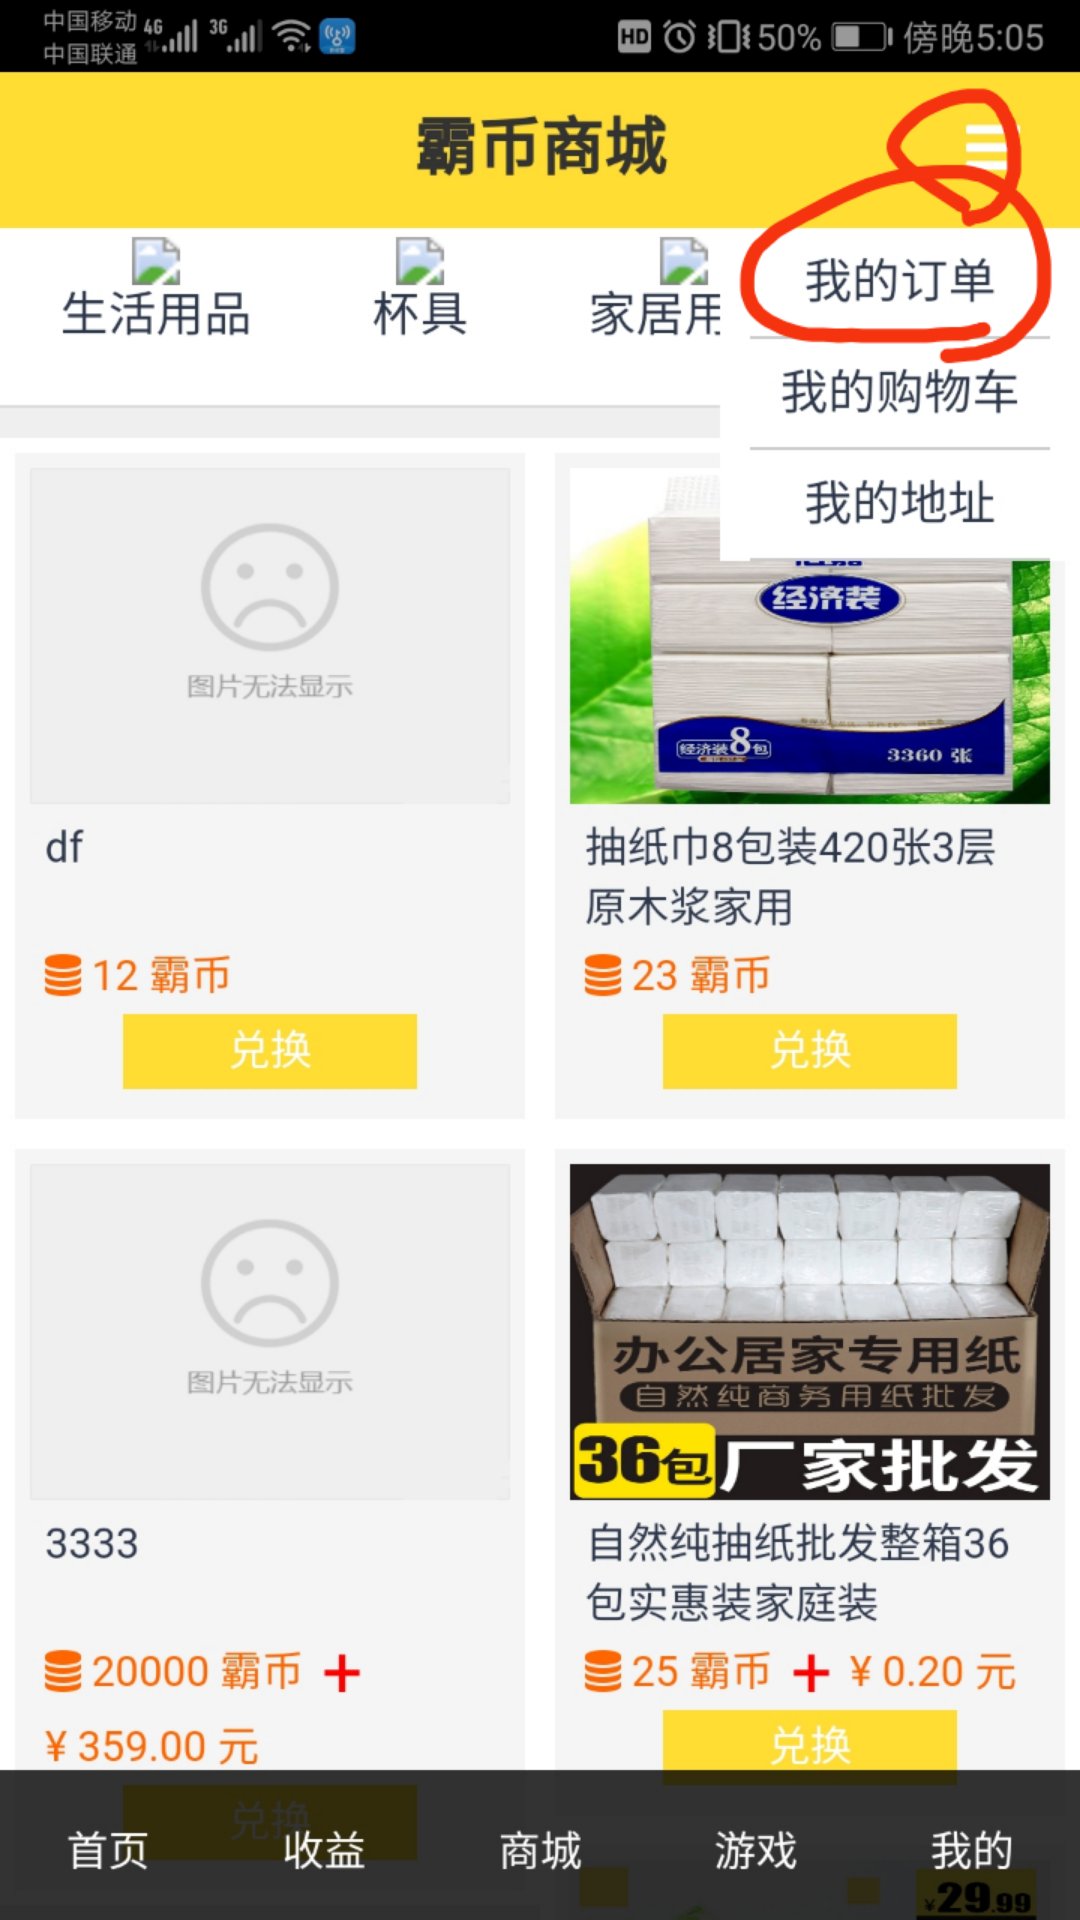 中国移动 4G 3G HD 50% 傍晚5:05
中国联通
霸币商城
生活用品 杯具 家居用
我的订单
我的购物车
我的地址
图片无法显示
经济装
经济装8包
3360 张
df
抽纸巾8包装420张3层
原木浆家用
12 霸币
23 霸币
兑换
兑换
图片无法显示
办公居家专用纸
自然纯商务用纸批发
36包厂家批发
3333
自然纯抽纸批发整箱36
包实惠装家庭装
20000 霸币 +
¥ 359.00 元
25 霸币 + ¥ 0.20 元
兑换
兑换
首页 收益 商城 游戏 我的
¥29.99